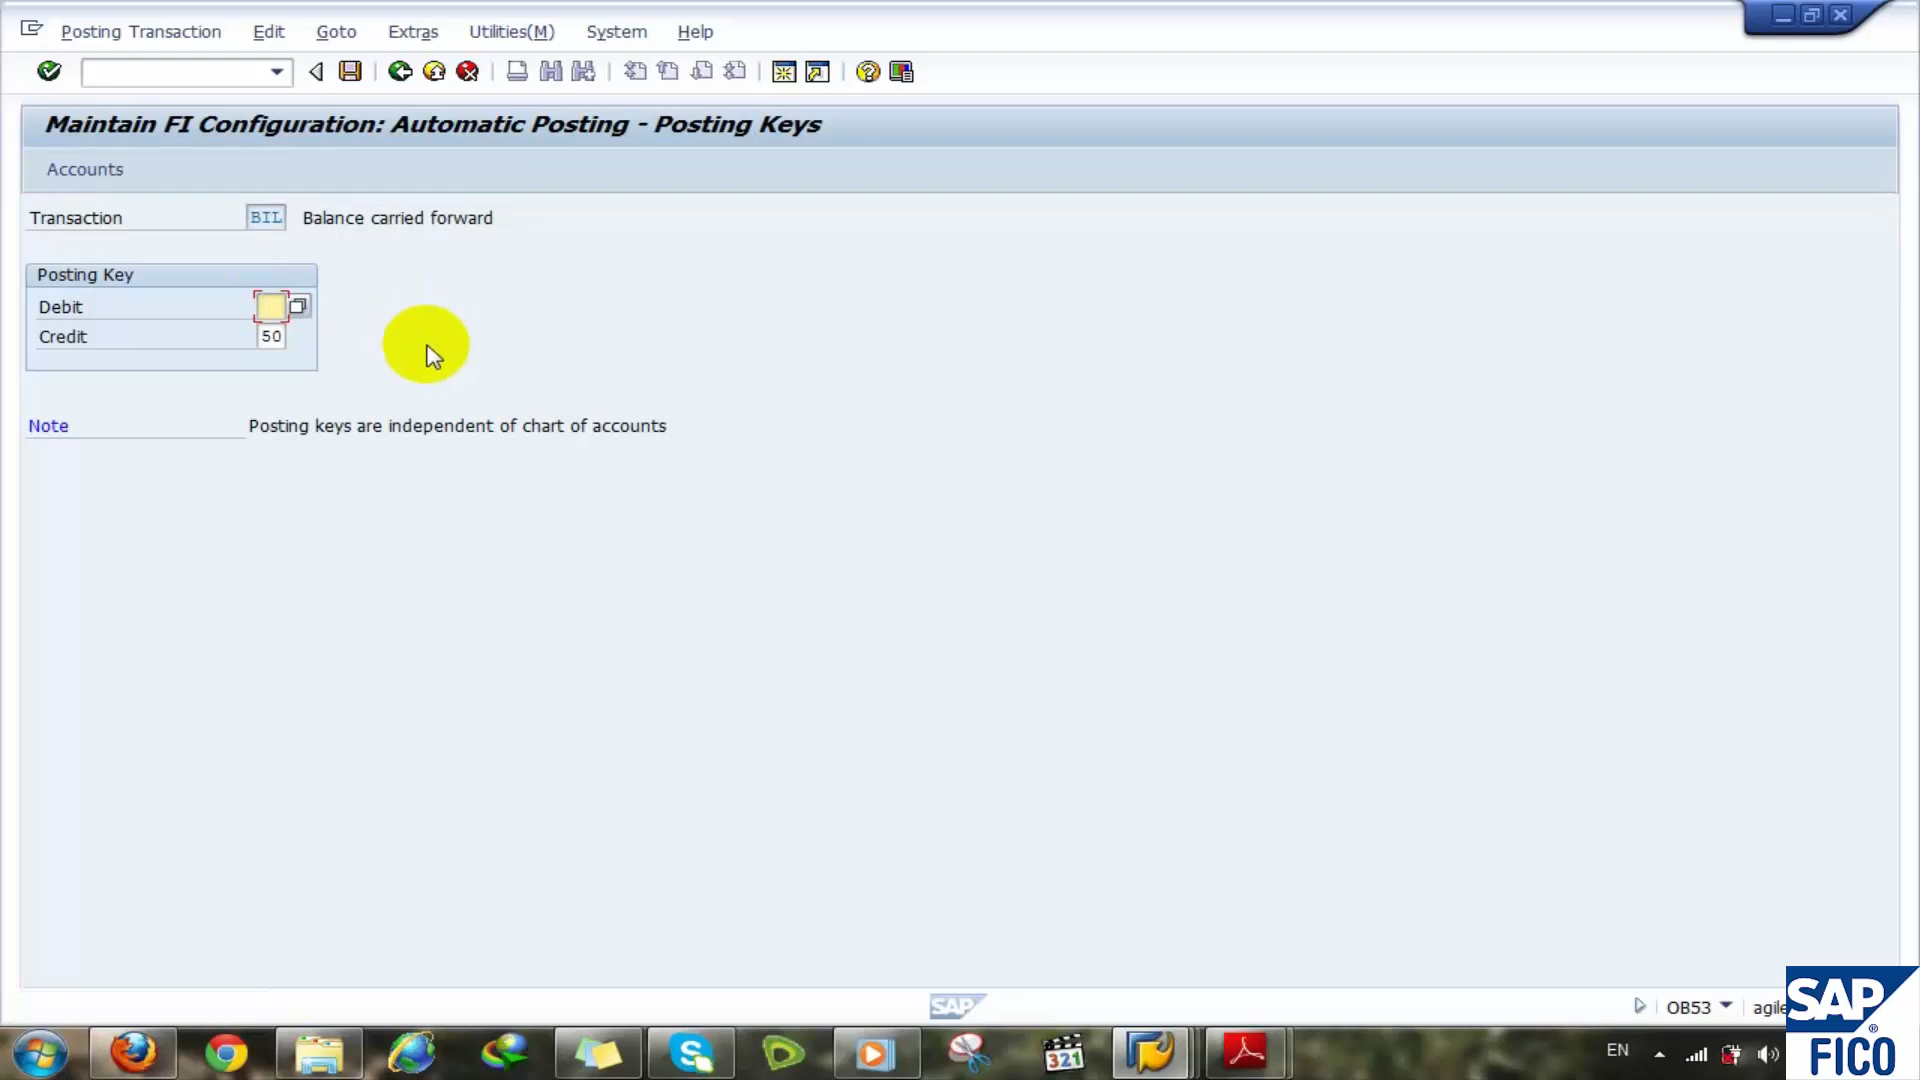 Posting Transaction Edit Goto Extras Utilities(M) System Help
Maintain FI Configuration: Automatic Posting - Posting Keys
Accounts
Transaction BIL Balance carried forward
Posting Key
Debit
Credit 50
Note Posting keys are independent of chart of accounts
SAP
OB53 agile
321
EN
SAP ®
FICO